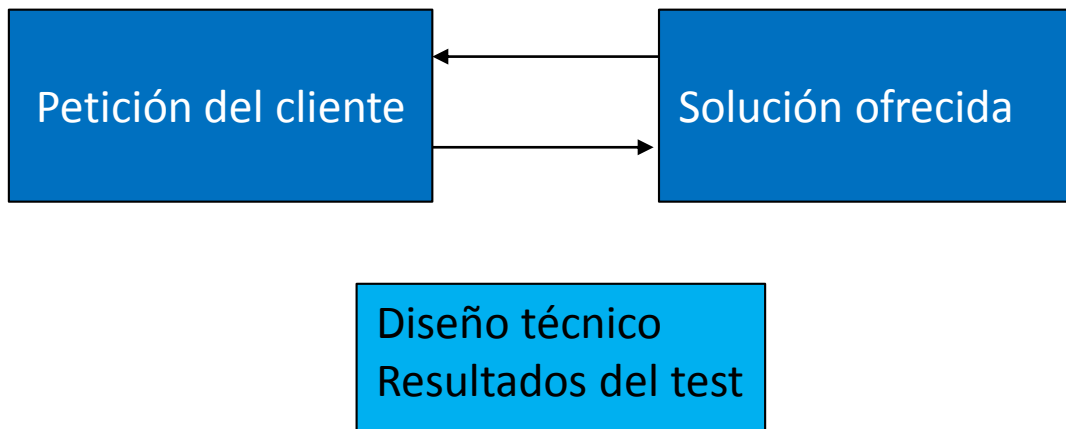 Petición del cliente
Solución ofrecida
Diseño técnico
Resultados del test